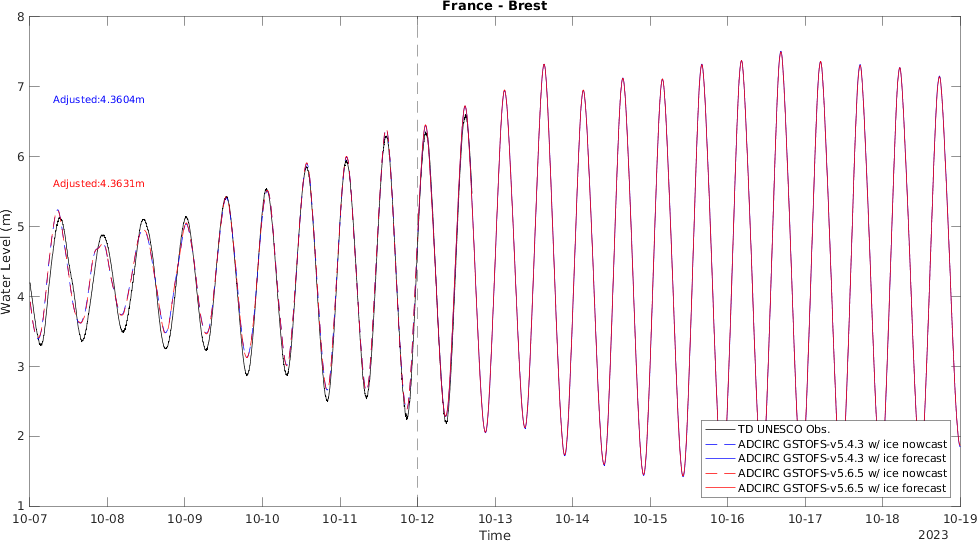 France - Brest
8
7
6
5
4
3
2
1
Water Level (m)
Adjusted:4.3604m
Adjusted:4.3631m
TD UNESCO Obs.
ADCIRC GSTOFS-v5.4.3 w/ ice nowcast
ADCIRC GSTOFS-v5.4.3 w/ ice forecast
ADCIRC GSTOFS-v5.6.5 w/ ice nowcast
ADCIRC GSTOFS-v5.6.5 w/ ice forecast
10-07 10-08 10-09 10-10 10-11 10-12 10-13 10-14 10-15 10-16 10-17 10-18 10-19
Time
2023